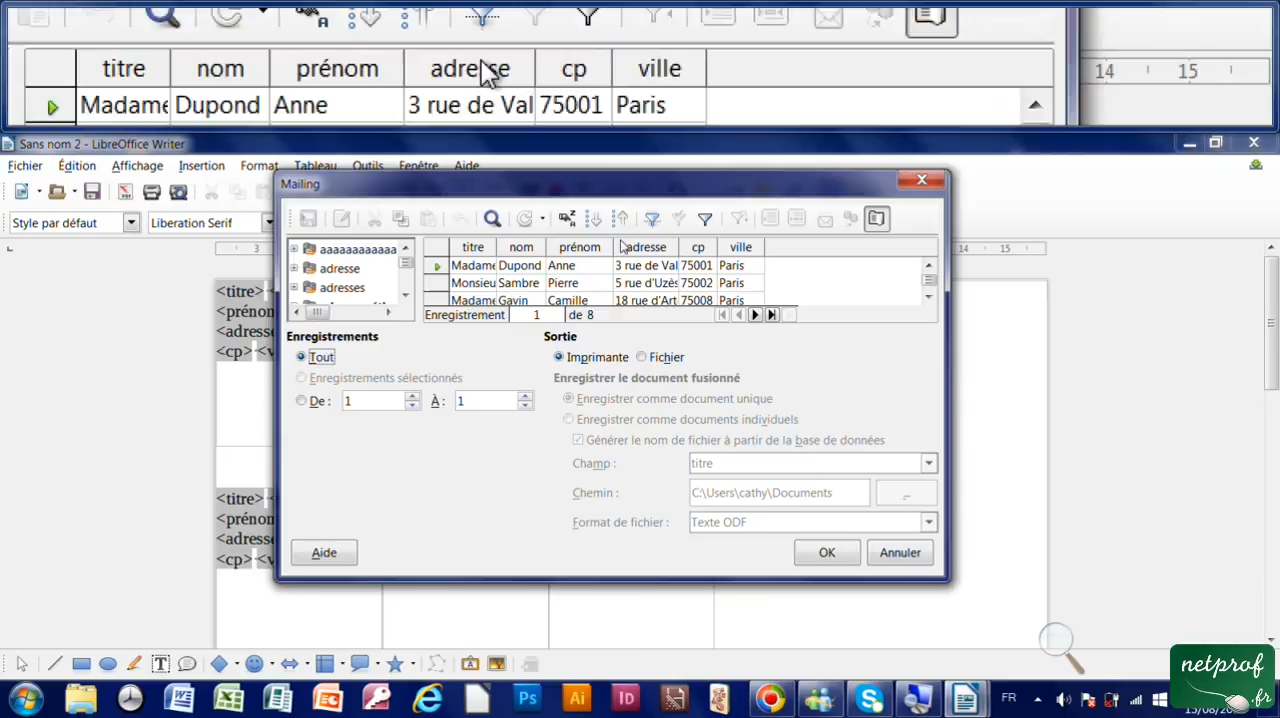 titre nom prénom adresse cp ville
Madame Dupond Anne 3 rue de Val 75001 Paris
14 15
Sans nom 2 - LibreOffice Writer
Fichier Édition Affichage Insertion Format Tableau Outils Fenêtre Aide
Mailing
Style par défaut Liberation Serif
3 14 15
aaaaaaaaaaaa
adresse
adresses
titre nom prénom adresse cp ville
Madame Dupond Anne 3 rue de Val 75001 Paris
Monsieu Sambre Pierre 5 rue d'Uzès 75002 Paris
Madame Gavin Camille 18 rue d'Art 75008 Paris
Enregistrement 1 de 8
<titre>
<prénom
<adresse
<cp> <v
Enregistrements
Tout
Enregistrements sélectionnés
De : 1 À : 1
Sortie
Imprimante Fichier
Enregistrer le document fusionné
Enregistrer comme document unique
Enregistrer comme documents individuels
Générer le nom de fichier à partir de la base de données
Champ : titre
Chemin : C:\Users\cathy\Documents ...
Format de fichier : Texte ODF
Aide OK Annuler
<titre>
<prénom
<adresse
<cp> <v
Ps Ai Id
FR
netprof
.fr